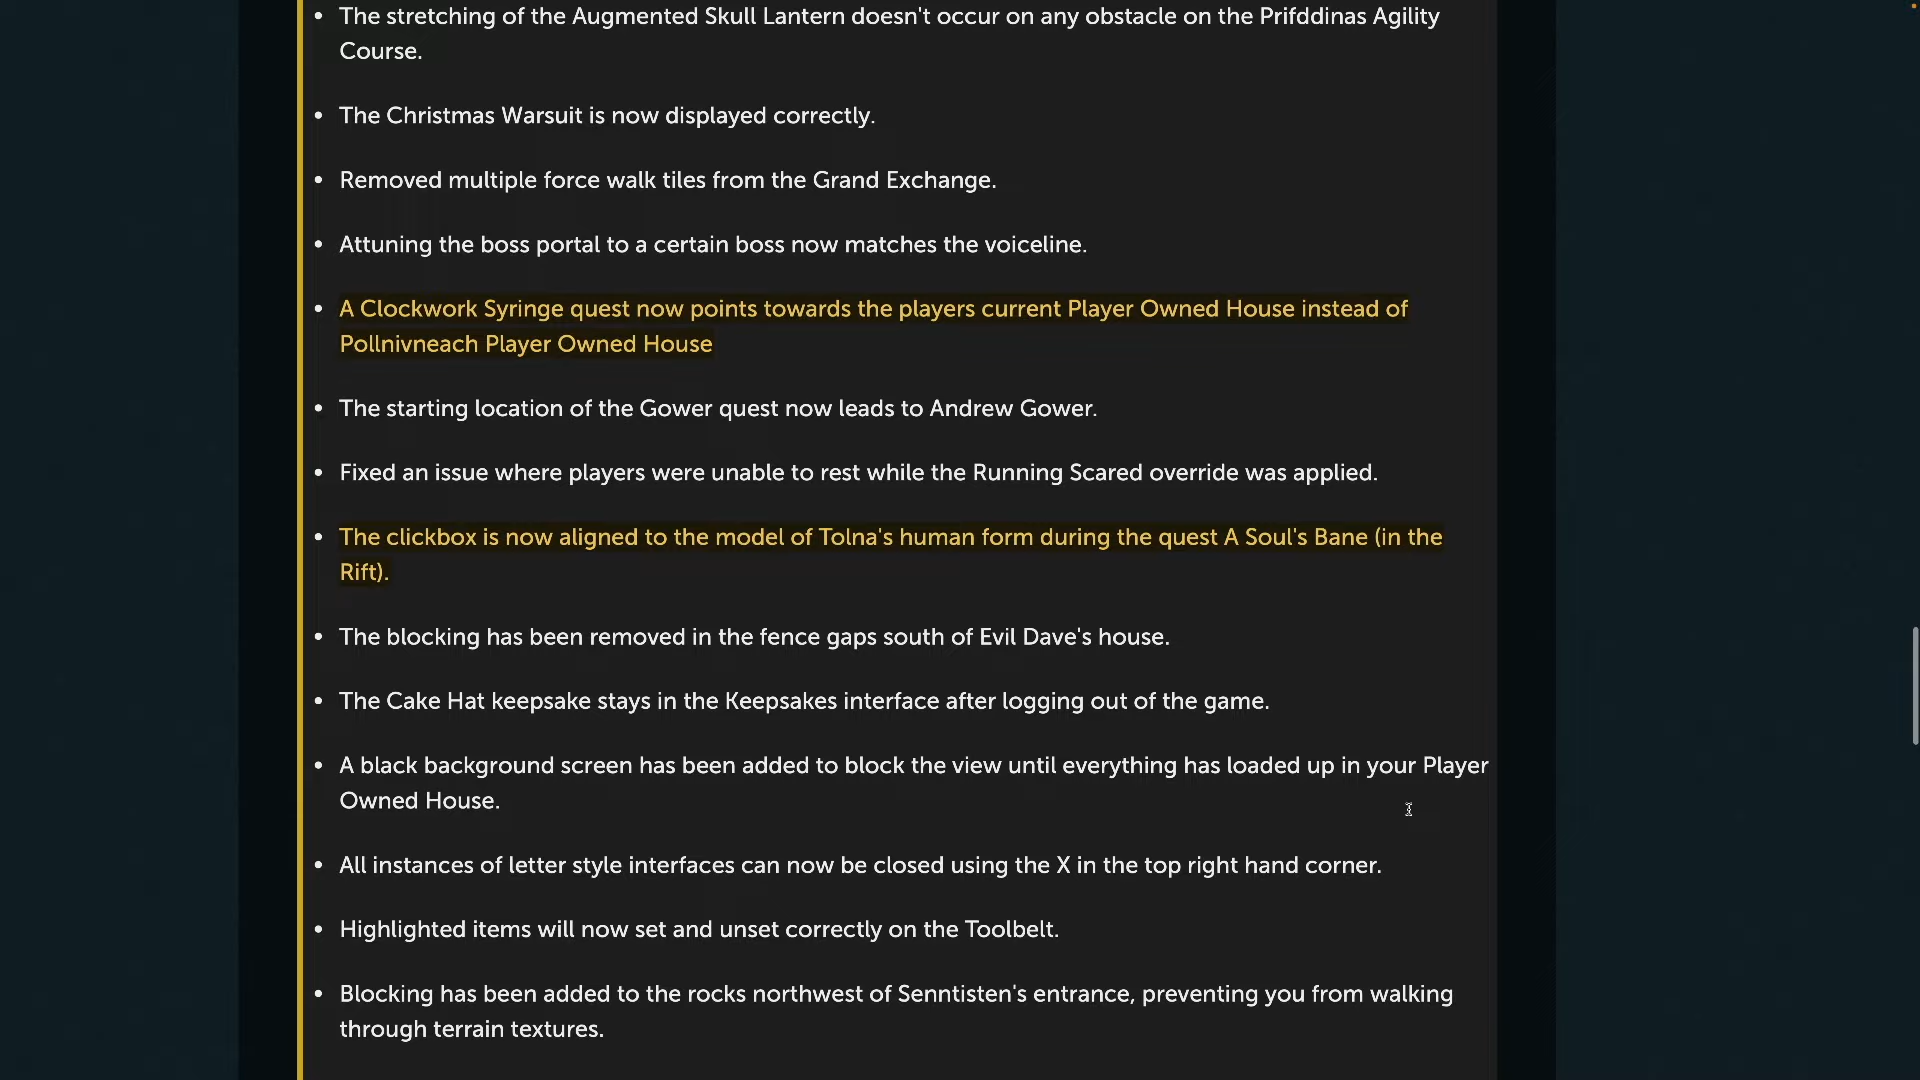 The stretching of the Augmented Skull Lantern doesn't occur on any obstacle on the Prifddinas Agility
Course.
The Christmas Warsuit is now displayed correctly.
Removed multiple force walk tiles from the Grand Exchange.
Attuning the boss portal to a certain boss now matches the voiceline.
A Clockwork Syringe quest now points towards the players current Player Owned House instead of
Pollnivneach Player Owned House
The starting location of the Gower quest now leads to Andrew Gower.
Fixed an issue where players were unable to rest while the Running Scared override was applied.
The clickbox is now aligned to the model of Tolna's human form during the quest A Soul's Bane (in the
Rift).
The blocking has been removed in the fence gaps south of Evil Dave's house.
The Cake Hat keepsake stays in the Keepsakes interface after logging out of the game.
A black background screen has been added to block the view until everything has loaded up in your Player
Owned House.
All instances of letter style interfaces can now be closed using the X in the top right hand corner.
Highlighted items will now set and unset correctly on the Toolbelt.
Blocking has been added to the rocks northwest of Senntisten's entrance, preventing you from walking
through terrain textures.